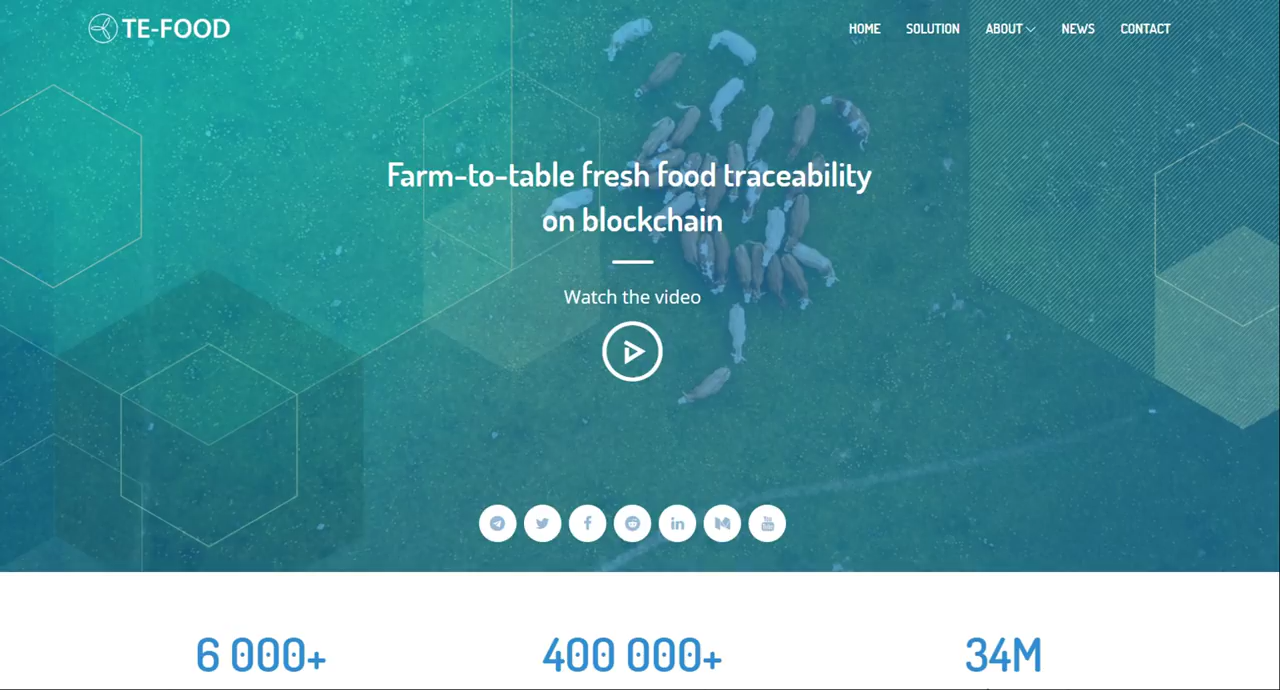 TE-FOOD
HOME SOLUTION ABOUT NEWS CONTACT
Farm-to-table fresh food traceability
on blockchain
Watch the video
6 000+ 400 000+ 34M